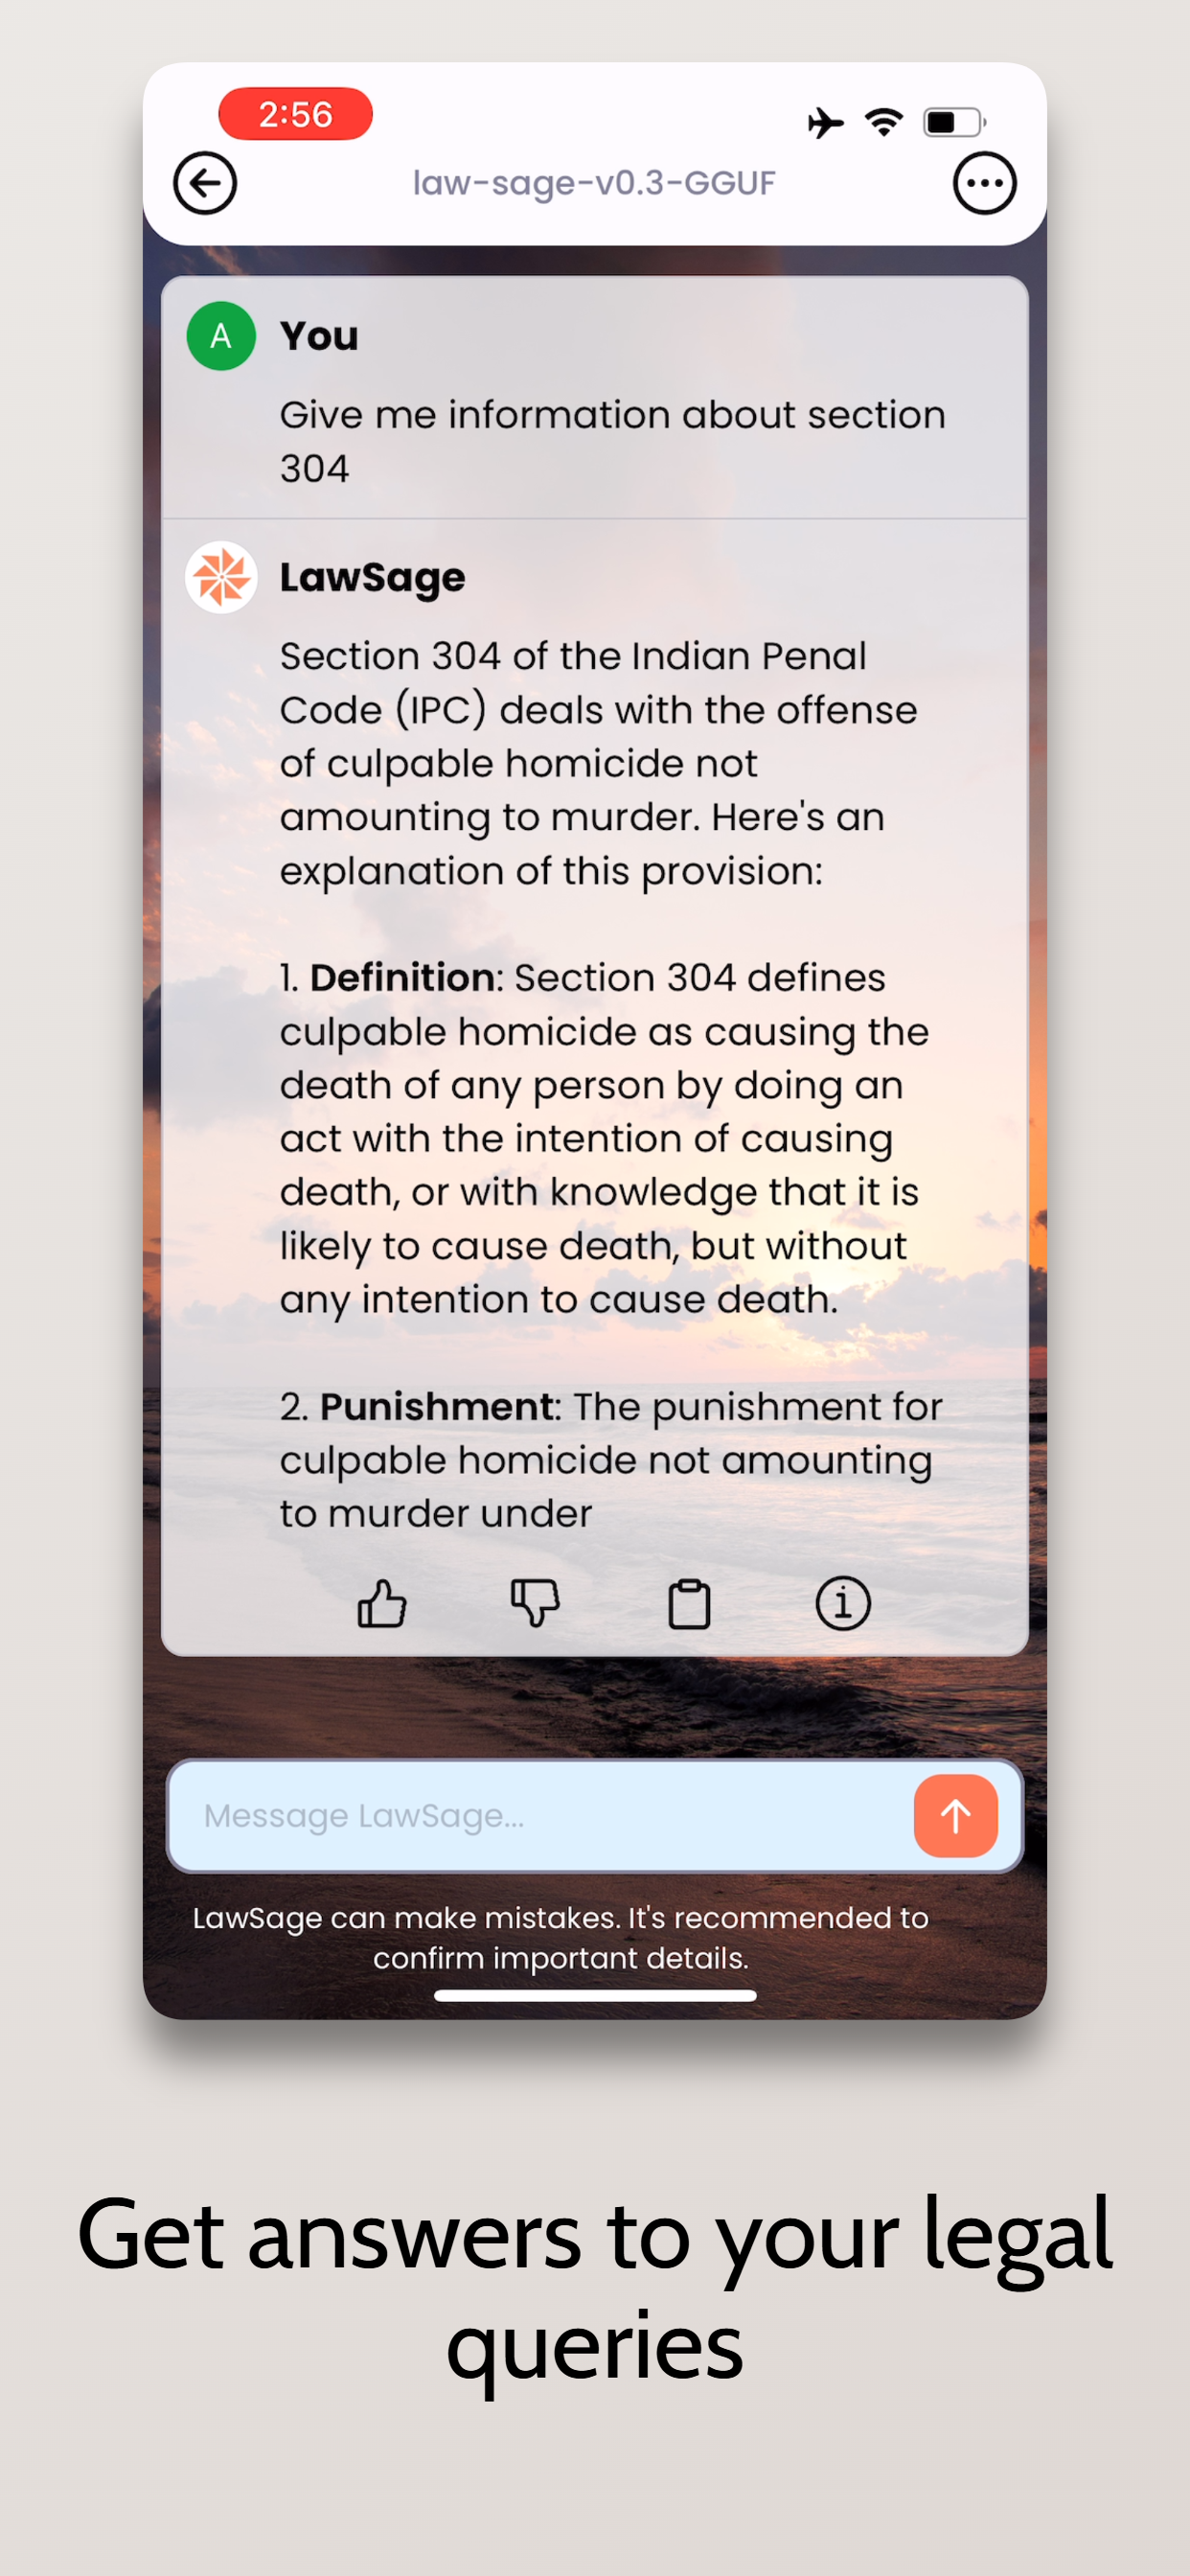 2:56
law-sage-v0.3-GGUF
A
You
Give me information about section
304
LawSage
Section 304 of the Indian Penal
Code (IPC) deals with the offense
of culpable homicide not
amounting to murder. Here's an
explanation of this provision:
1. Definition: Section 304 defines
culpable homicide as causing the
death of any person by doing an
act with the intention of causing
death, or with knowledge that it is
likely to cause death, but without
any intention to cause death.
2. Punishment: The punishment for
culpable homicide not amounting
to murder under
Message LawSage...
LawSage can make mistakes. It's recommended to
confirm important details.
Get answers to your legal
queries